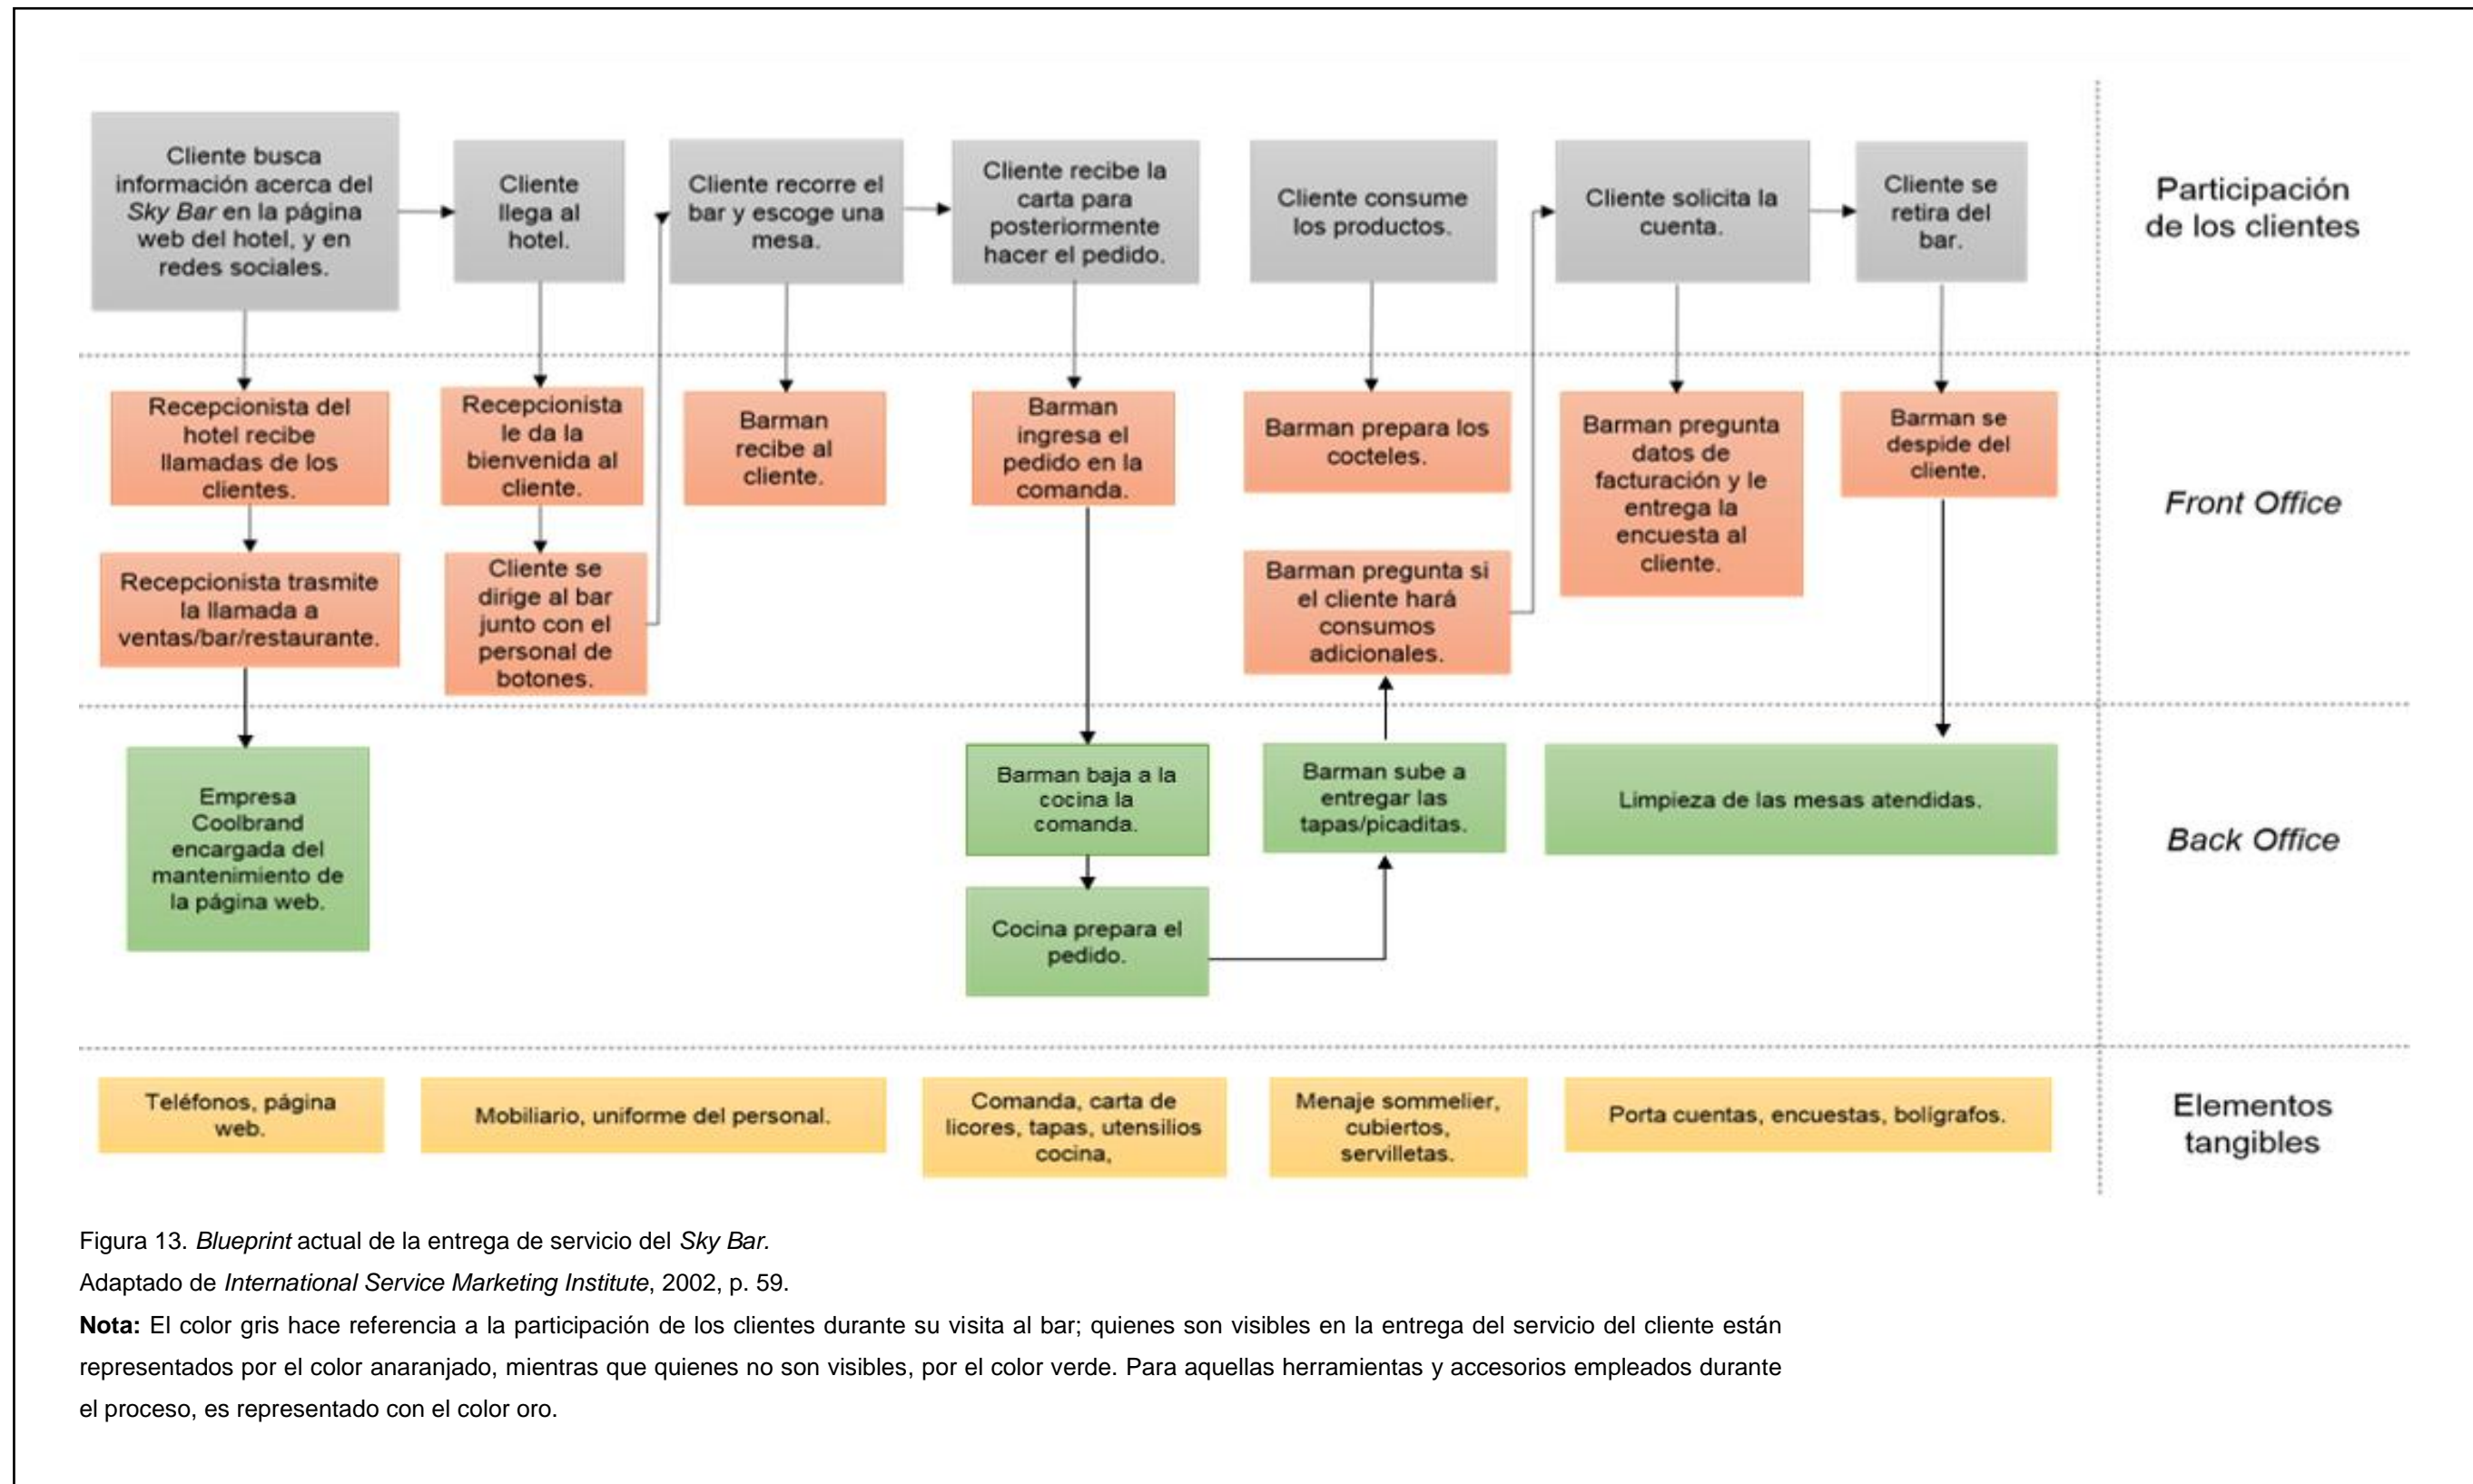 Cliente busca
información acerca del
Sky Bar en la página
web del hotel, y en
redes sociales.
Cliente
llega al
hotel.
Cliente recorre el
bar y escoge una
mesa.
Cliente recibe la
carta para
posteriormente
hacer el pedido.
Cliente consume
los productos.
Cliente solicita la
cuenta.
Cliente se
retira del
bar.
Participación
de los clientes
Recepcionista del
hotel recibe
llamadas de los
clientes.
Recepcionista
le da la
bienvenida al
cliente.
Barman
recibe al
cliente.
Barman
ingresa el
pedido en la
comanda.
Barman prepara los
cocteles.
Barman pregunta
datos de
facturación y le
entrega la
encuesta al
cliente.
Barman se
despide del
cliente.
Front Office
Recepcionista trasmite
la llamada a
ventas/bar/restaurante.
Cliente se
dirige al bar
junto con el
personal de
botones.
Barman pregunta si
el cliente hará
consumos
adicionales.
Empresa
Coolbrand
encargada del
mantenimiento de
la página web.
Barman baja a la
cocina la
comanda.
Barman sube a
entregar las
tapas/picaditas.
Limpieza de las mesas atendidas.
Back Office
Cocina prepara el
pedido.
Teléfonos, página
web.
Mobiliario, uniforme del personal.
Comanda, carta de
licores, tapas, utensilios
cocina,
Menaje sommelier,
cubiertos,
servilletas.
Porta cuentas, encuestas, bolígrafos.
Elementos
tangibles
Figura 13. Blueprint actual de la entrega de servicio del Sky Bar.
Adaptado de International Service Marketing Institute, 2002, p. 59.
Nota: El color gris hace referencia a la participación de los clientes durante su visita al bar; quienes son visibles en la entrega del servicio del cliente están
representados por el color anaranjado, mientras que quienes no son visibles, por el color verde. Para aquellas herramientas y accesorios empleados durante
el proceso, es representado con el color oro.